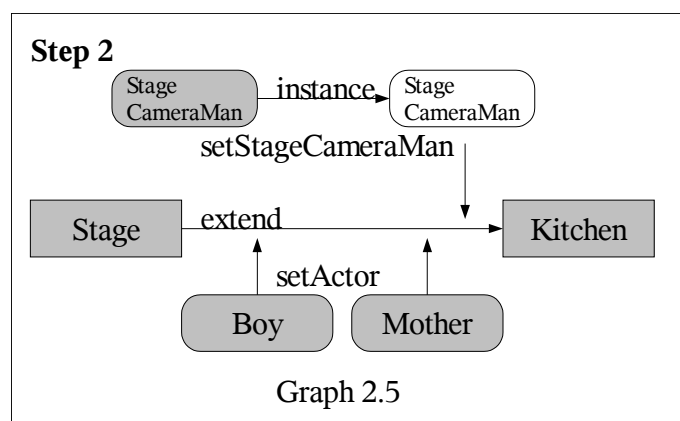 Step 2
Stage
CameraMan
instance
Stage
CameraMan
setStageCameraMan
Stage
extend
Kitchen
setActor
Boy
Mother
Graph 2.5